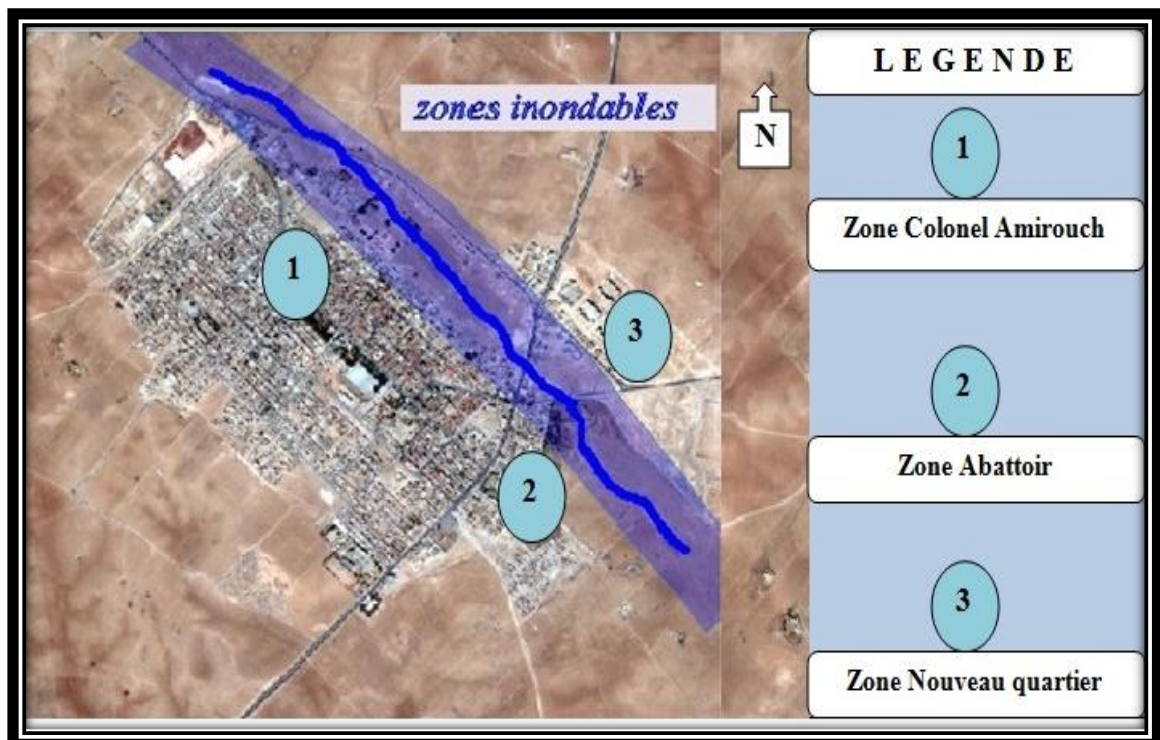 zones inondables
N
1
2
3
L E G E N D E
1
Zone Colonel Amirouch
2
Zone Abattoir
3
Zone Nouveau quartier